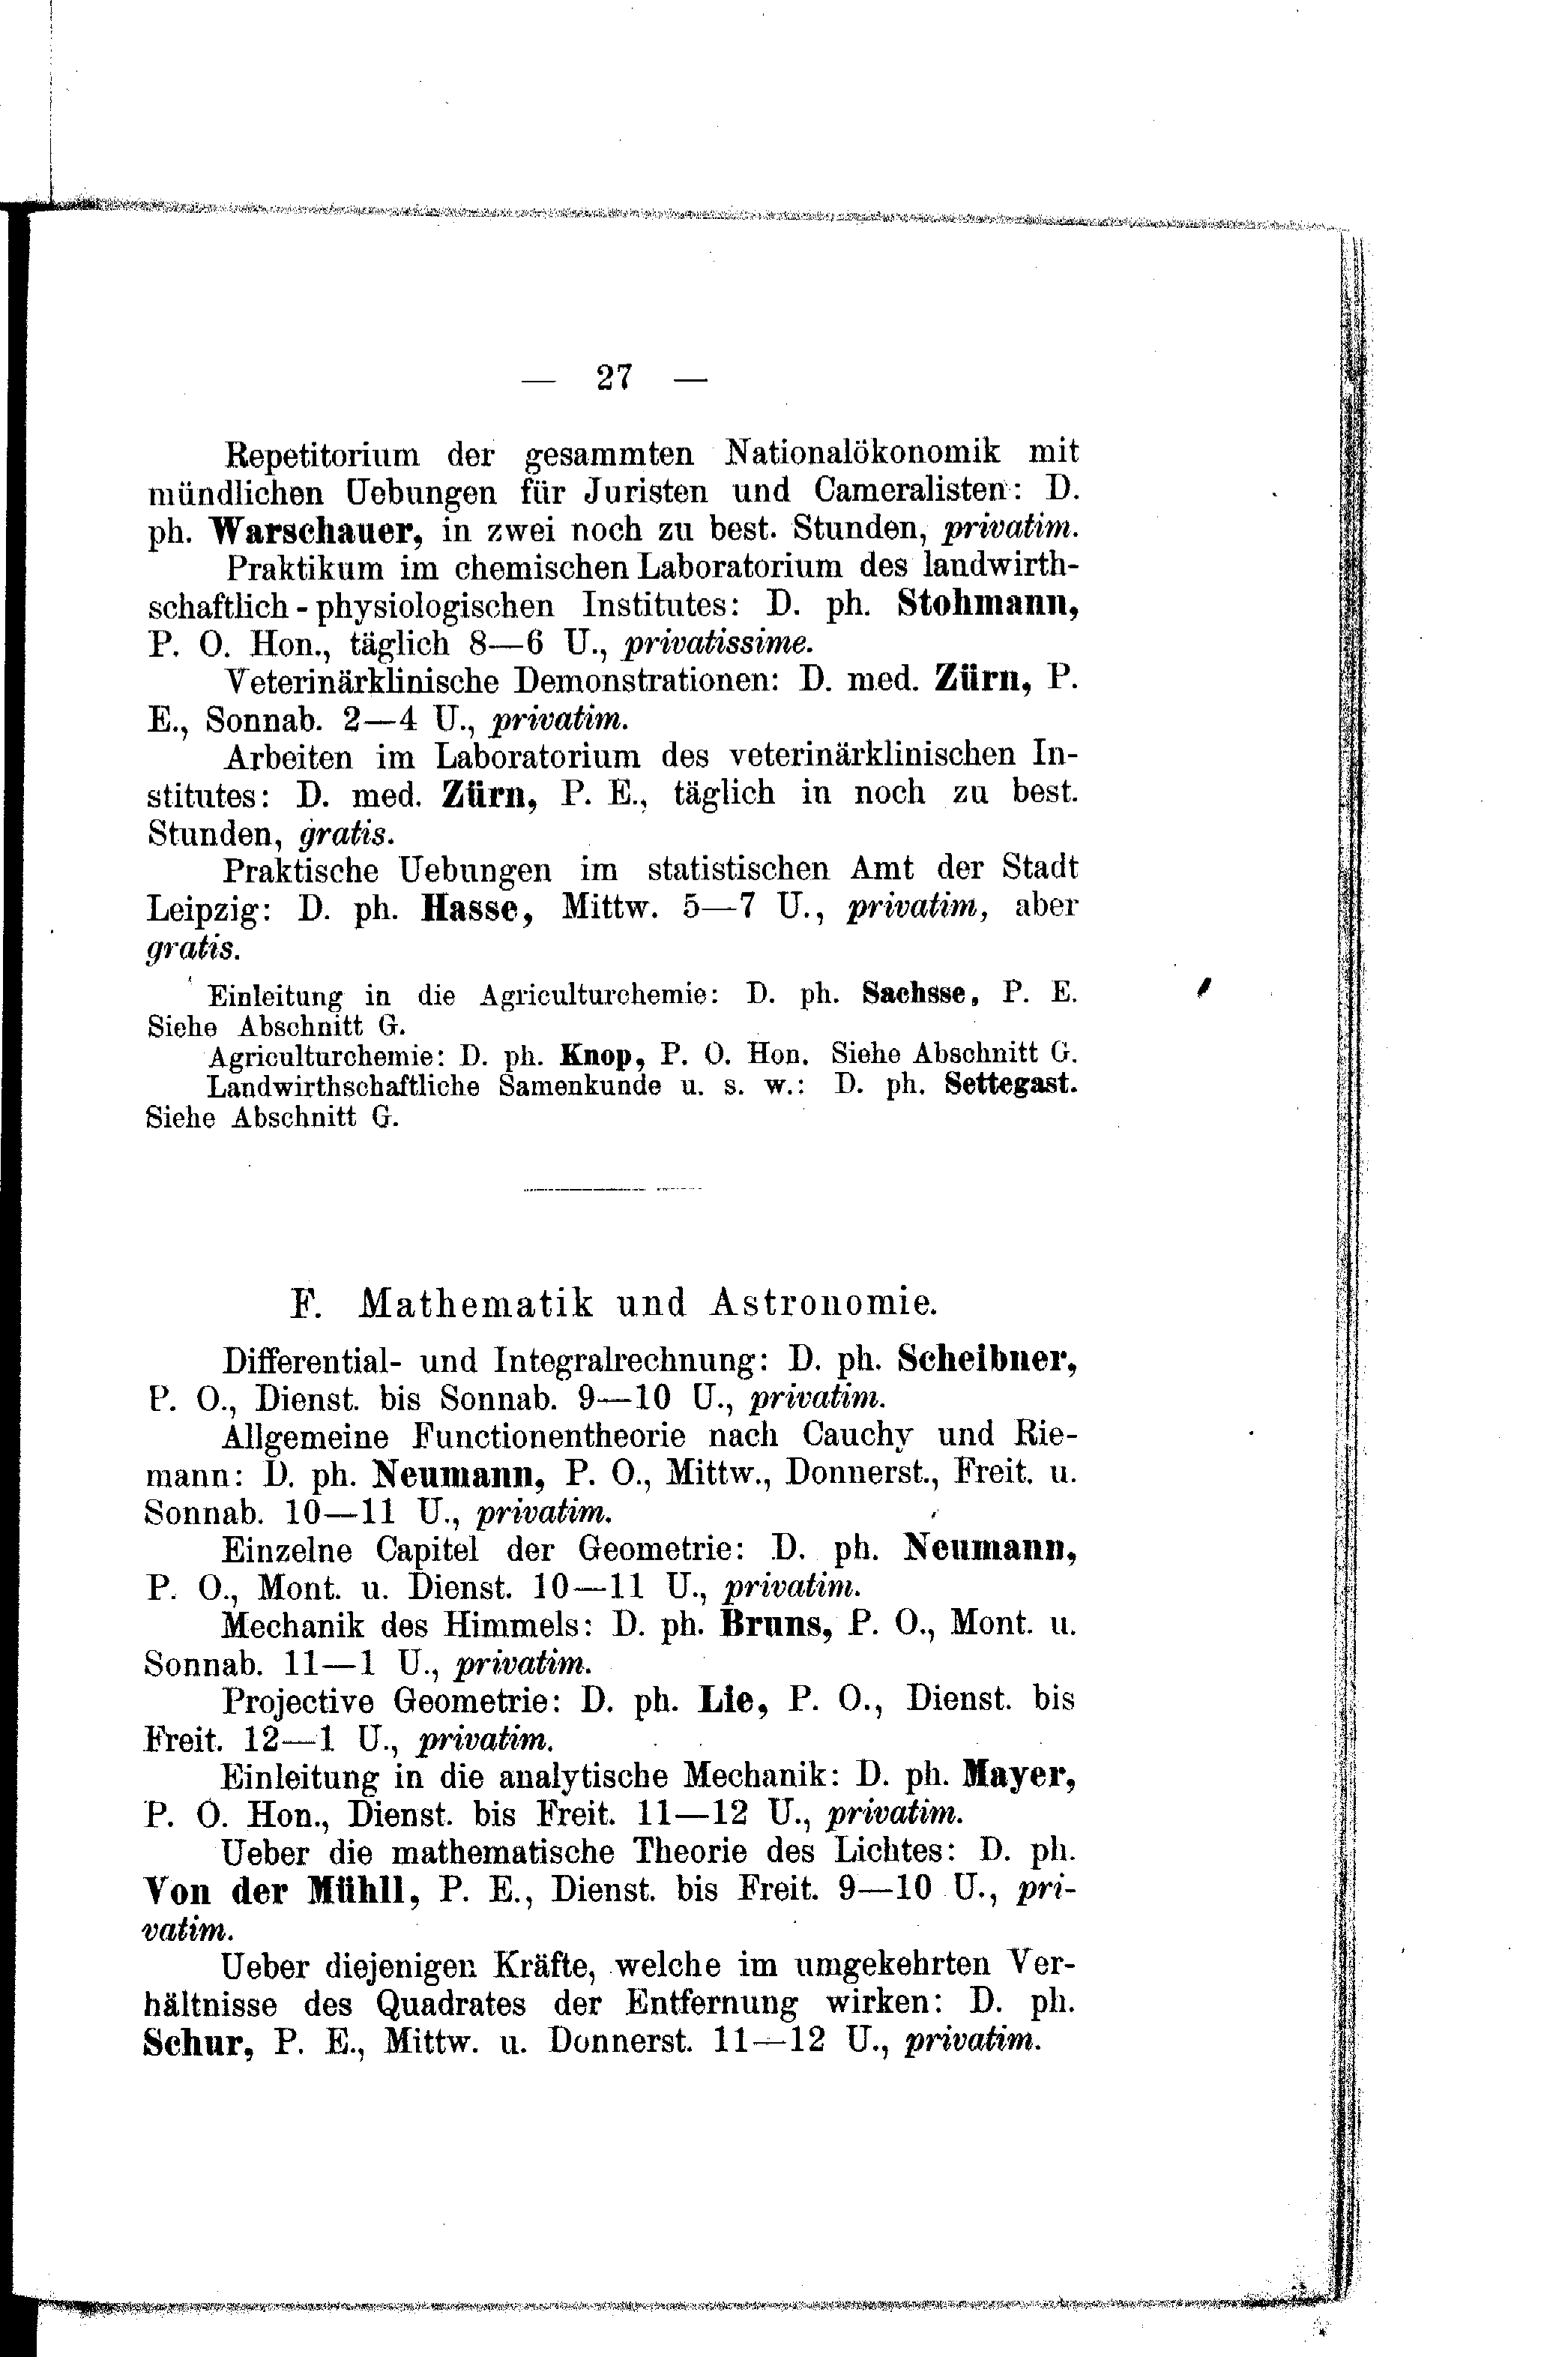 — 27 —
Repetitorium der gesammten Nationalökonomik mit
mündlichen Uebungen für Juristen und Cameralisten: D.
ph. Warschauer, in zwei noch zu best. Stunden, privatim.
Praktikum im chemischen Laboratorium des landwirth-
schaftlich-physiologischen Institutes: D. ph. Stohmann,
P. O. Hon., täglich 8—6 U., privatissime.
Veterinärklinische Demonstrationen: D. med. Zürn, P.
E., Sonnab. 2—4 U., privatim.
Arbeiten im Laboratorium des veterinärklinischen In-
stitutes: D. med. Zürn, P. E., täglich in noch zu best.
Stunden, gratis.
Praktische Uebungen im statistischen Amt der Stadt
Leipzig: D. ph. Hasse, Mittw. 5—7 U., privatim, aber
gratis.
Einleitung in die Agriculturchemie: D. ph. Sachsse, P. E.
Siehe Abschnitt G.
Agriculturchemie: D. ph. Knop, P. O. Hon. Siehe Abschnitt G.
Landwirthschaftliche Samenkunde u. s. w.: D. ph. Settegast.
Siehe Abschnitt G.
F. Mathematik und Astronomie.
Differential- und Integralrechnung: D. ph. Scheibner,
P. O., Dienst. bis Sonnab. 9—10 U., privatim.
Allgemeine Functionentheorie nach Cauchy und Rie-
mann: D. ph. Neumann, P. O., Mittw., Donnerst., Freit. u.
Sonnab. 10—11 U., privatim.
Einzelne Capitel der Geometrie: D. ph. Neumann,
P. O., Mont. u. Dienst. 10—11 U., privatim.
Mechanik des Himmels: D. ph. Bruns, P. O., Mont. u.
Sonnab. 11—1 U., privatim.
Projective Geometrie: D. ph. Lie, P. O., Dienst. bis
Freit. 12—1 U., privatim.
Einleitung in die analytische Mechanik: D. ph. Mayer,
P. O. Hon., Dienst. bis Freit. 11—12 U., privatim.
Ueber die mathematische Theorie des Lichtes: D. ph.
Von der Mühll, P. E., Dienst. bis Freit. 9—10 U., pri-
vatim.
Ueber diejenigen Kräfte, welche im umgekehrten Ver-
hältnisse des Quadrates der Entfernung wirken: D. ph.
Schur, P. E., Mittw. u. Donnerst. 11—12 U., privatim.